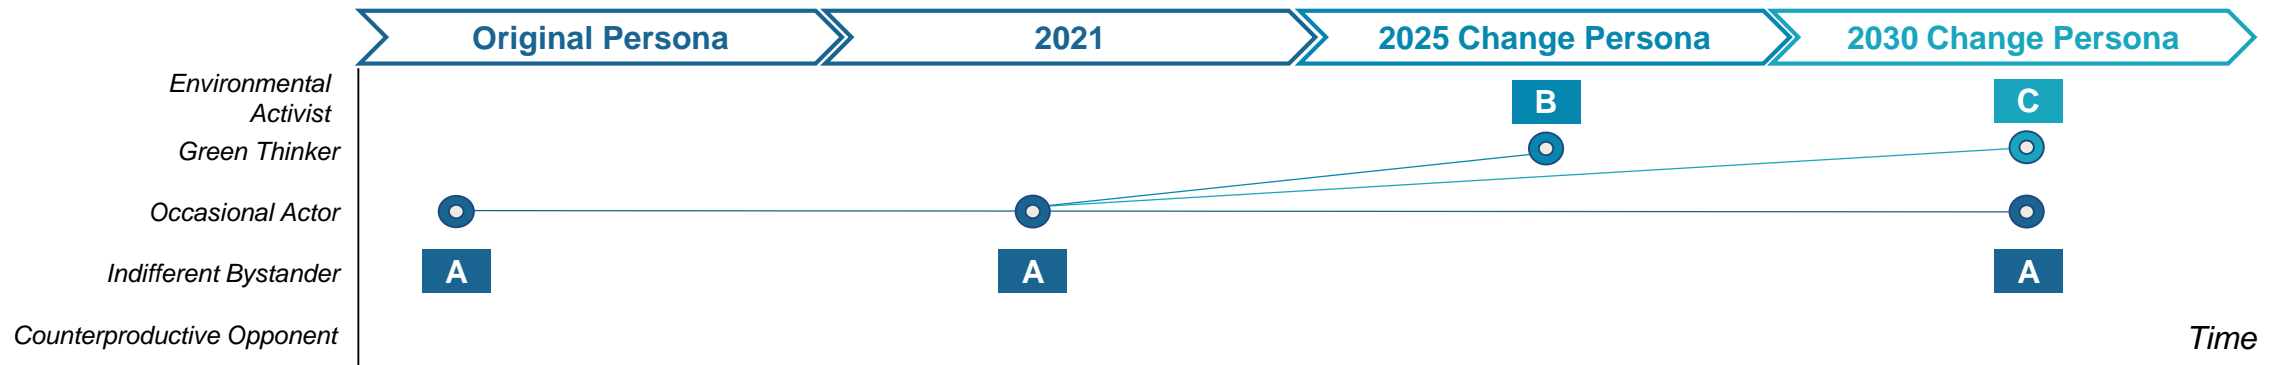 Original Persona
2021
2025 Change Persona
2030 Change Persona
Environmental
Activist
B
C
Green Thinker
Occasional Actor
Indifferent Bystander
A
A
A
Counterproductive Opponent
Time